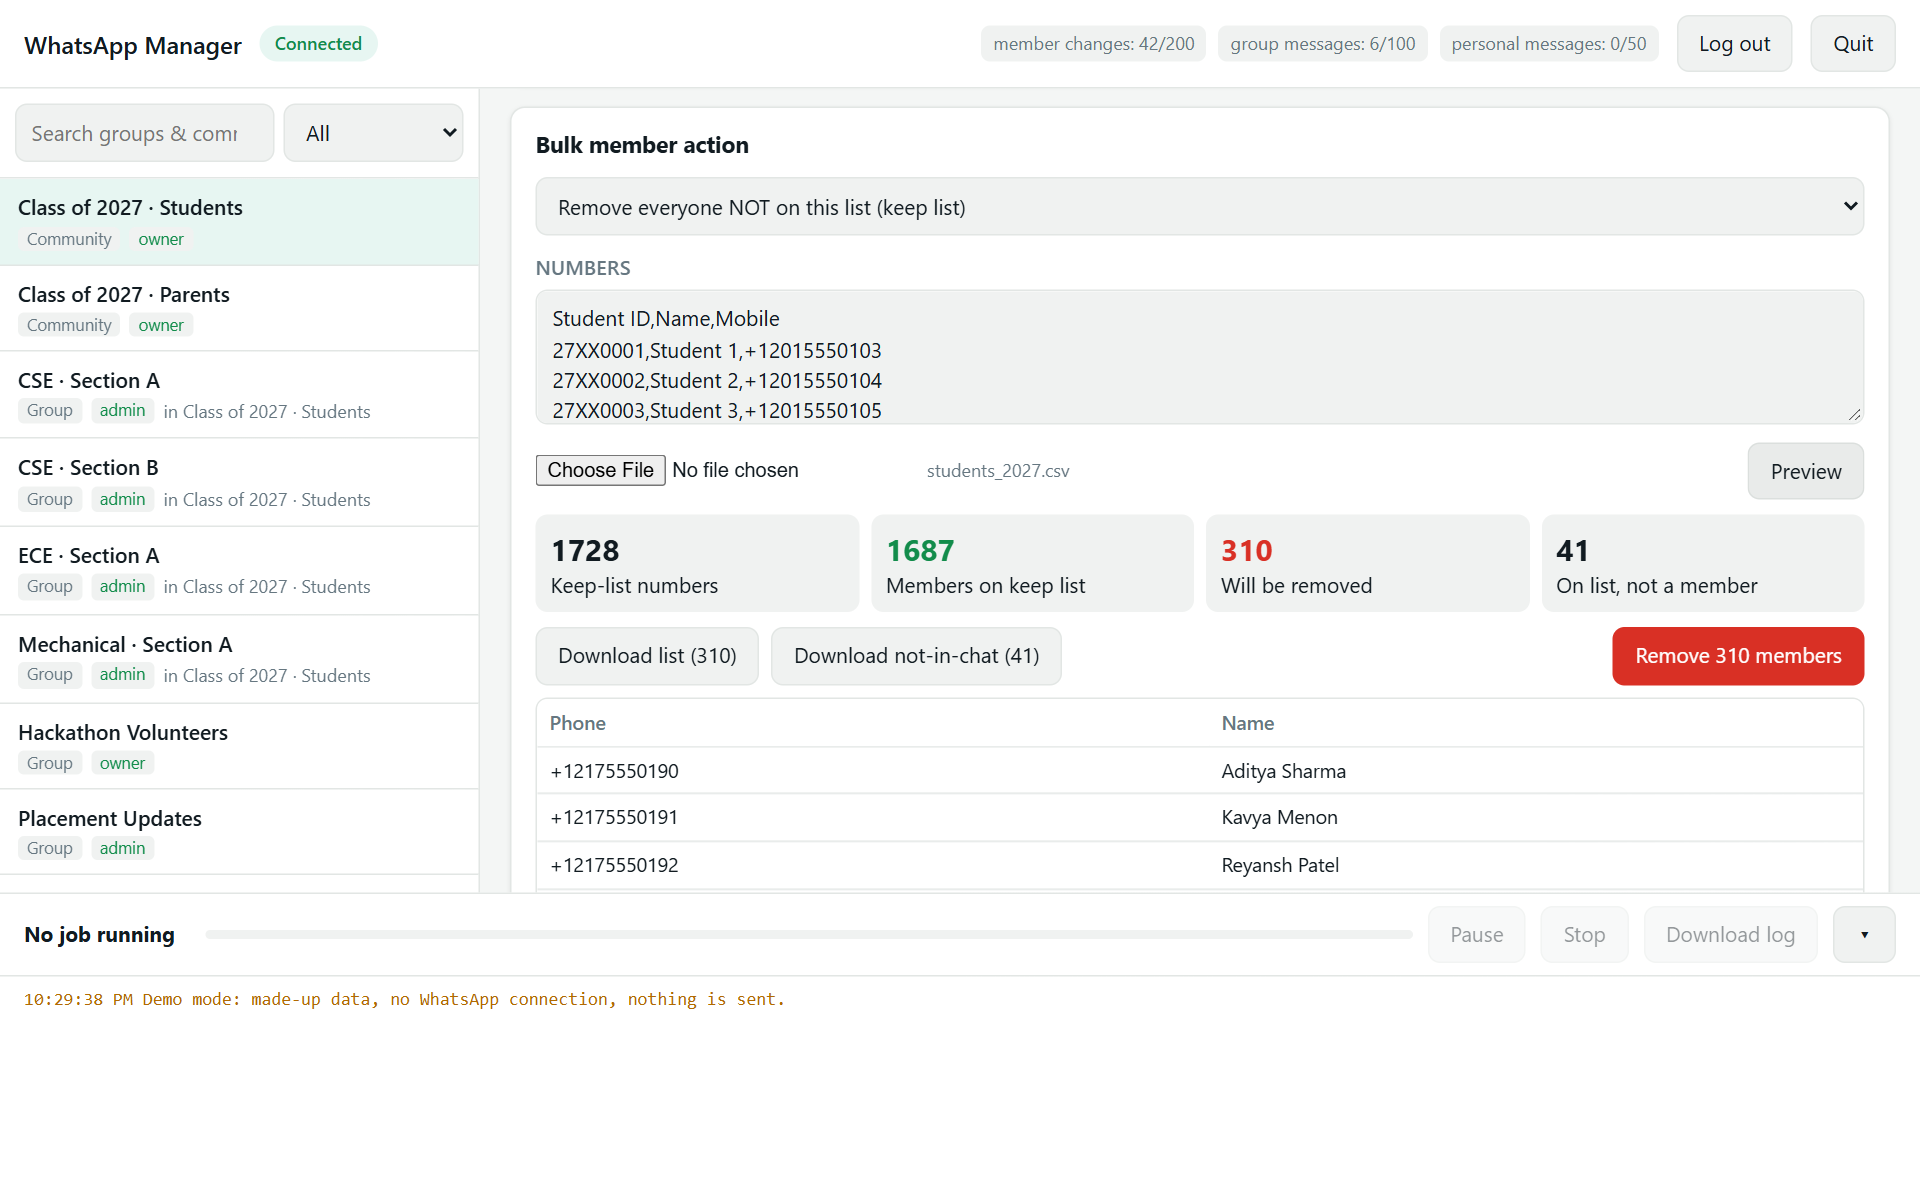 WhatsApp Manager Connected member changes: 42/200 group messages: 6/100 personal messages: 0/50 Log out Quit
All
Class of 2027 · Students
Community owner
Class of 2027 · Parents
Community owner
CSE · Section A
Group admin in Class of 2027 · Students
CSE · Section B
Group admin in Class of 2027 · Students
ECE · Section A
Group admin in Class of 2027 · Students
Mechanical · Section A
Group admin in Class of 2027 · Students
Hackathon Volunteers
Group owner
Placement Updates
Group admin
Search groups &
Bulk member action
Remove everyone NOT on this list (keep list)
NUMBERS
Student ID,Name,Mobile
27XX0001,Student 1,+12015550103
27XX0002,Student 2,+12015550104
27XX0003,Student 3,+12015550105
Choose File No file chosen students_2027.csv Preview
1728 1687 310 41
Keep-list numbers Members on keep list Will be removed On list, not a member
Download list (310) Download not-in-chat (41) Remove 310 members
Phone Name
+12175550190 Aditya Sharma
+12175550191 Kavya Menon
+12175550192 Reyansh Patel
No job running Pause Stop Download log
10:29:38 PM Demo mode: made-up data, no WhatsApp connection, nothing is sent.